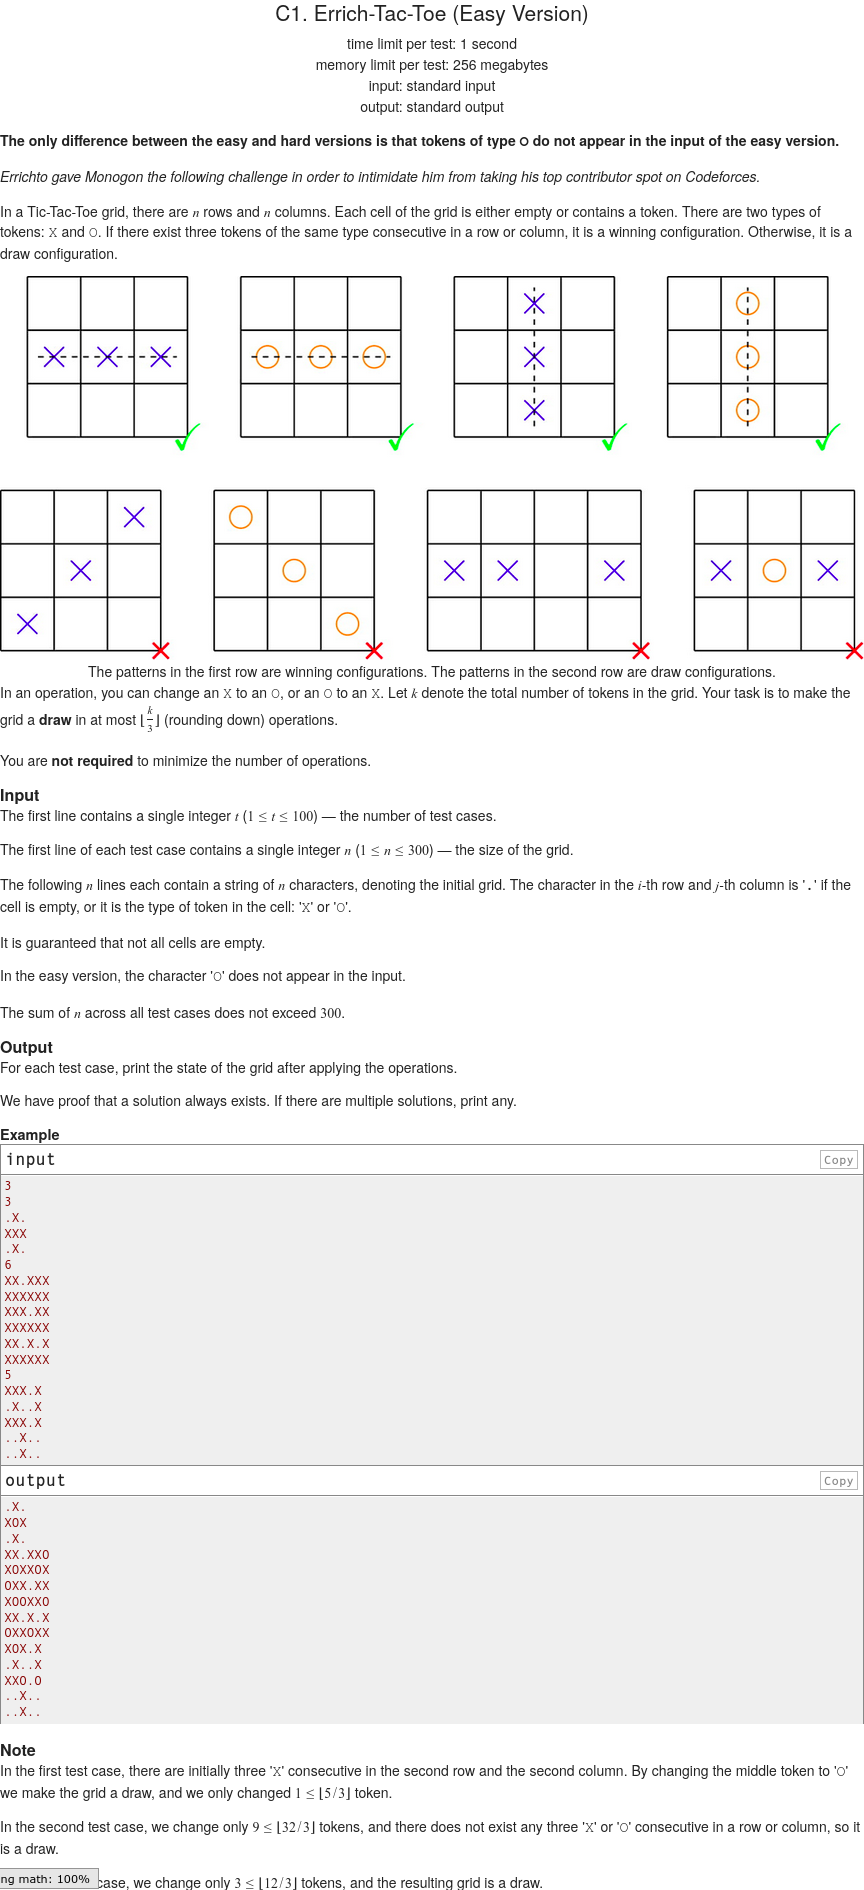 C1. Errich-Tac-Toe (Easy Version)
time limit per test: 1 second
memory limit per test: 256 megabytes
input: standard input
output: standard output
The only difference between the easy and hard versions is that tokens of type O do not appear in the input of the easy version.
Errichto gave Monogon the following challenge in order to intimidate him from taking his top contributor spot on Codeforces.
In a Tic-Tac-Toe grid, there are n rows and n columns. Each cell of the grid is either empty or contains a token. There are two types of
tokens: X and O. If there exist three tokens of the same type consecutive in a row or column, it is a winning configuration. Otherwise, it is a
draw configuration.
The patterns in the first row are winning configurations. The patterns in the second row are draw configurations.
In an operation, you can change an X to an O, or an O to an X. Let k denote the total number of tokens in the grid. Your task is to make the
grid a draw in at most ⌊k/3⌋ (rounding down) operations.
You are not required to minimize the number of operations.
Input
The first line contains a single integer t (1 ≤ t ≤ 100) — the number of test cases.
The first line of each test case contains a single integer n (1 ≤ n ≤ 300) — the size of the grid.
The following n lines each contain a string of n characters, denoting the initial grid. The character in the i-th row and j-th column is '.' if the
cell is empty, or it is the type of token in the cell: 'X' or 'O'.
It is guaranteed that not all cells are empty.
In the easy version, the character 'O' does not appear in the input.
The sum of n across all test cases does not exceed 300.
Output
For each test case, print the state of the grid after applying the operations.
We have proof that a solution always exists. If there are multiple solutions, print any.
Example
input
Copy
3
3
.X.
XXX
.X.
6
XX.XXX
XXXXXX
XXX.XX
XXXXXX
XX.X.X
XXXXXX
5
XXX.X
.X..X
XXX.X
..X..
..X..
output
Copy
.X.
XOX
.X.
XX.XXO
XOXXOX
OXX.XX
XOOXXO
XX.X.X
OXXOXX
XOX.X
.X..X
XXO.O
..X..
..X..
Note
In the first test case, there are initially three 'X' consecutive in the second row and the second column. By changing the middle token to 'O'
we make the grid a draw, and we only changed 1 ≤ ⌊5/3⌋ token.
In the second test case, we change only 9 ≤ ⌊32/3⌋ tokens, and there does not exist any three 'X' or 'O' consecutive in a row or column, so it
is a draw.
ng math: 100%
case, we change only 3 ≤ ⌊12/3⌋ tokens, and the resulting grid is a draw.